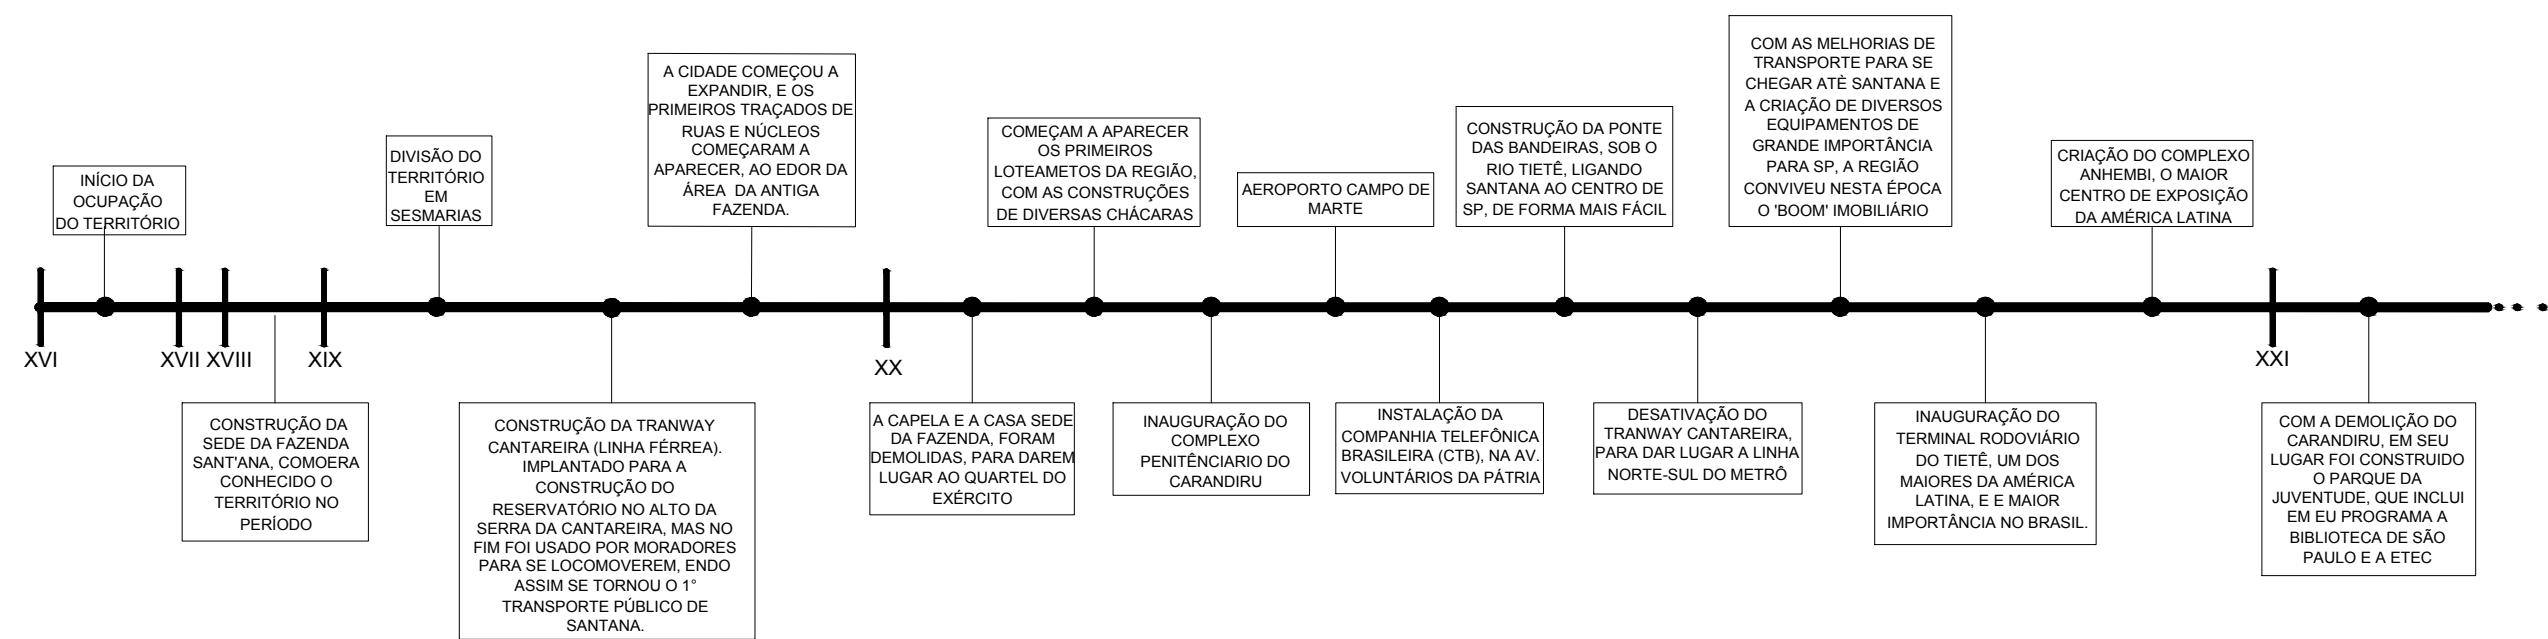 INÍCIO DA
OCUPAÇÃO
DO TERRITÓRIO
DIVISÃO DO
TERRITÓRIO
EM
SESMARIAS
A CIDADE COMEÇOU A
EXPANDIR, E OS
PRIMEIROS TRAÇADOS DE
RUAS E NÚCLEOS
COMEÇARAM A
APARECER, AO EDOR DA
ÁREA DA ANTIGA
FAZENDA.
COMEÇAM A APARECER
OS PRIMEIROS
LOTEAMETOS DA REGIÃO,
COM AS CONSTRUÇÕES
DE DIVERSAS CHÁCARAS
AEROPORTO CAMPO DE
MARTE
CONSTRUÇÃO DA PONTE
DAS BANDEIRAS, SOB O
RIO TIETÊ, LIGANDO
SANTANA AO CENTRO DE
SP, DE FORMA MAIS FÁCIL
COM AS MELHORIAS DE
TRANSPORTE PARA SE
CHEGAR ATÈ SANTANA E
A CRIAÇÃO DE DIVERSOS
EQUIPAMENTOS DE
GRANDE IMPORTÂNCIA
PARA SP, A REGIÃO
CONVIVEU NESTA ÉPOCA
O 'BOOM' IMOBILIÁRIO
CRIAÇÃO DO COMPLEXO
ANHEMBI, O MAIOR
CENTRO DE EXPOSIÇÃO
DA AMÉRICA LATINA
XVI
XVII
XVIII
XIX
XX
XXI
CONSTRUÇÃO DA
SEDE DA FAZENDA
SANT'ANA, COMOERA
CONHECIDO O
TERRITÓRIO NO
PERÍODO
CONSTRUÇÃO DA TRANWAY
CANTAREIRA (LINHA FÉRREA).
IMPLANTADO PARA A
CONSTRUÇÃO DO
RESERVATÓRIO NO ALTO DA
SERRA DA CANTAREIRA, MAS NO
FIM FOI USADO POR MORADORES
PARA SE LOCOMOVEREM, ENDO
ASSIM SE TORNOU O 1°
TRANSPORTE PÚBLICO DE
SANTANA.
A CAPELA E A CASA SEDE
DA FAZENDA, FORAM
DEMOLIDAS, PARA DAREM
LUGAR AO QUARTEL DO
EXÉRCITO
INAUGURAÇÃO DO
COMPLEXO
PENITÊNCIARIO DO
CARANDIRU
INSTALAÇÃO DA
COMPANHIA TELEFÔNICA
BRASILEIRA (CTB), NA AV.
VOLUNTÁRIOS DA PÁTRIA
DESATIVAÇÃO DO
TRANWAY CANTAREIRA,
PARA DAR LUGAR A LINHA
NORTE-SUL DO METRÔ
INAUGURAÇÃO DO
TERMINAL RODOVIÁRIO
DO TIETÊ, UM DOS
MAIORES DA AMÉRICA
LATINA, E E MAIOR
IMPORTÂNCIA NO BRASIL.
COM A DEMOLIÇÃO DO
CARANDIRU, EM SEU
LUGAR FOI CONSTRUIDO
O PARQUE DA
JUVENTUDE, QUE INCLUI
EM EU PROGRAMA A
BIBLIOTECA DE SÃO
PAULO E A ETEC